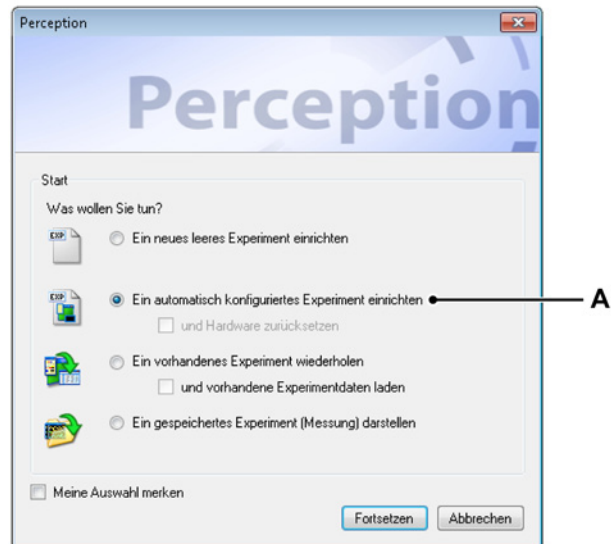 Perception
Perception
Start
Was wollen Sie tun?
EXP
Ein neues leeres Experiment einrichten
EXP
Ein automatisch konfiguriertes Experiment einrichten
A
und Hardware zurücksetzen
Ein vorhandenes Experiment wiederholen
und vorhandene Experimentdaten laden
Ein gespeichertes Experiment (Messung) darstellen
Meine Auswahl merken
Fortsetzen
Abbrechen